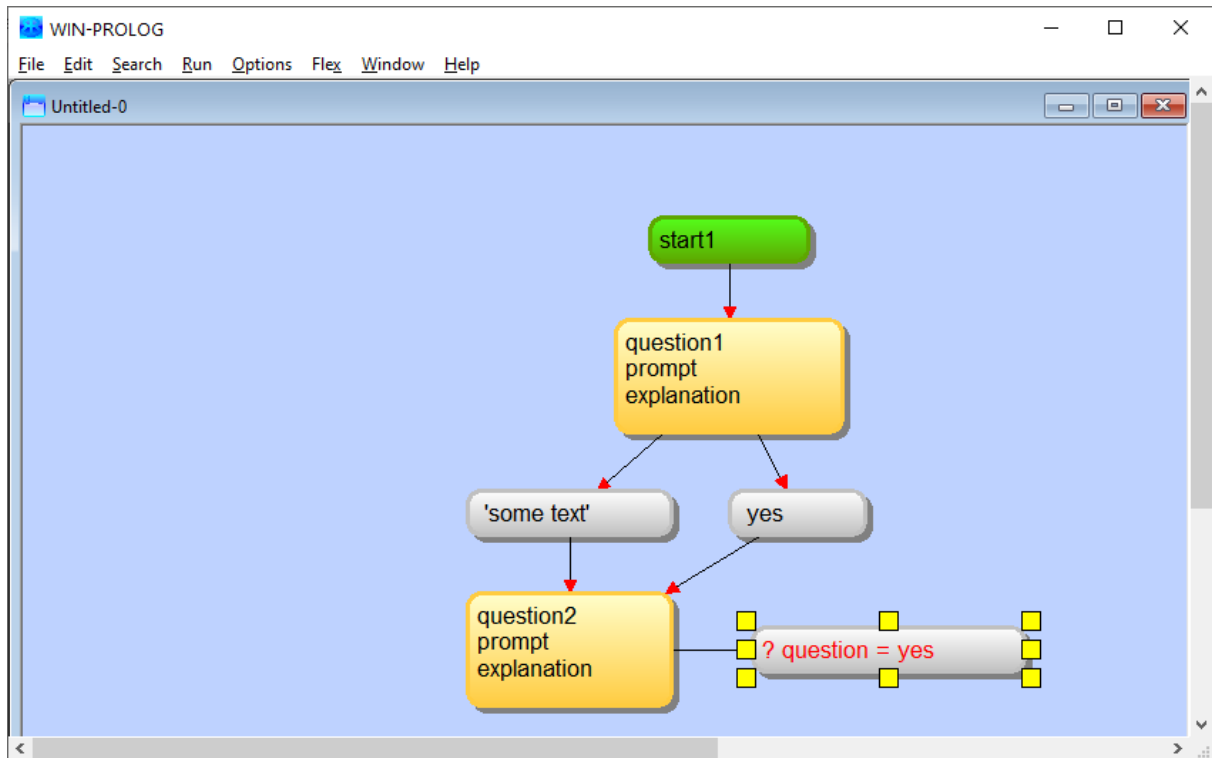 WIN-PROLOG
File Edit Search Run Options Flex Window Help
Untitled-0
start1
question1
prompt
explanation
'some text'
yes
question2
prompt
explanation
? question = yes